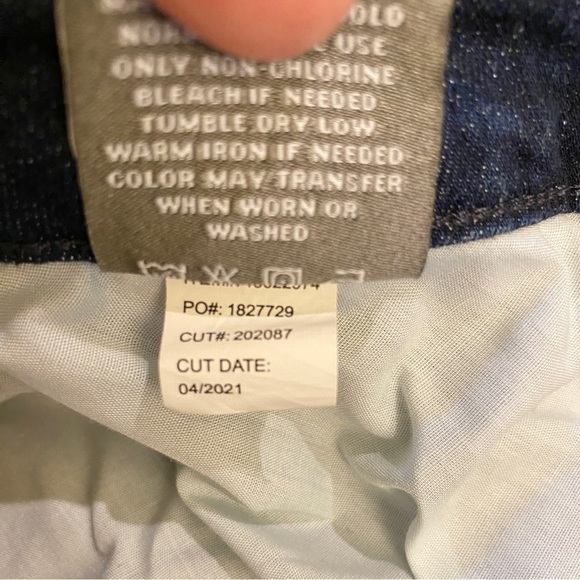 USE
ONLY NON-CHLORINE
BLEACH IF NEEDED
TUMBLE DRY LOW
WARM IRON IF NEEDED
COLOR MAY TRANSFER
WHEN WORN OR
WASHED
PO#: 1827729
CUT#: 202087
CUT DATE:
04/2021